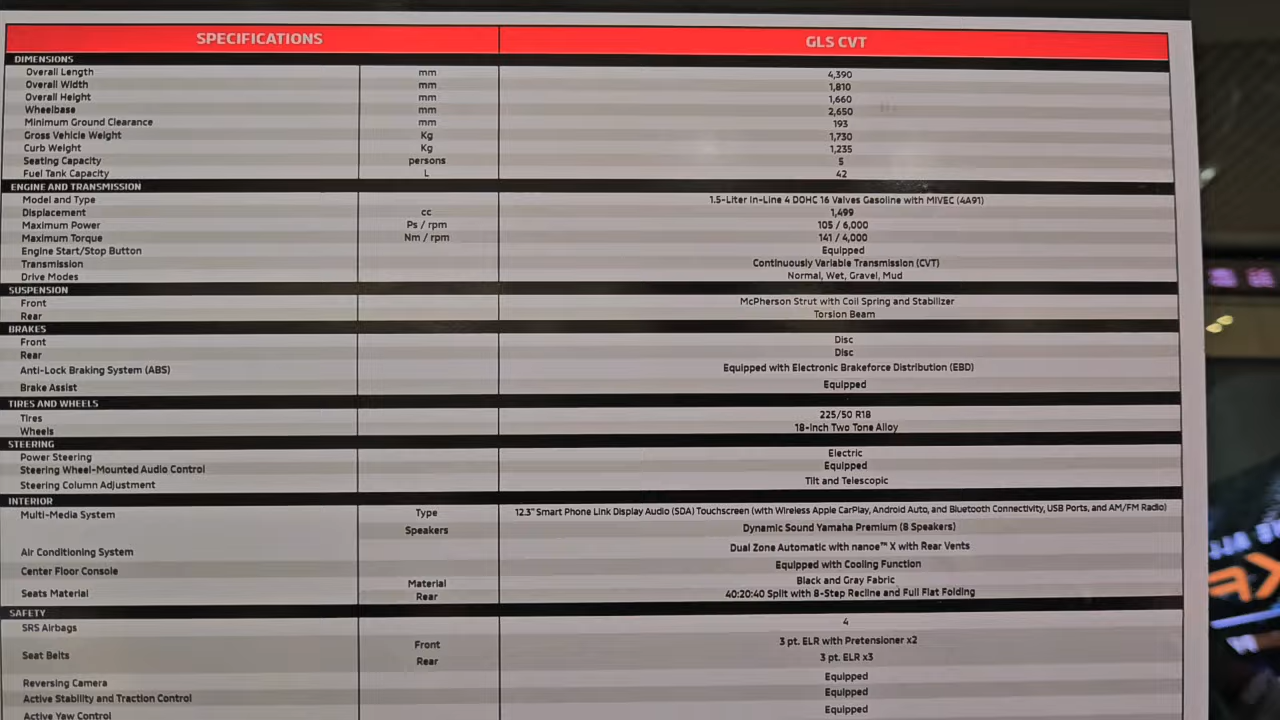 SPECIFICATIONS GLS CVT
DIMENSIONS
Overall Length mm 4,390
Overall Width mm 1,810
Overall Height mm 1,660
Wheelbase mm 2,650
Minimum Ground Clearance mm 193
Gross Vehicle Weight Kg 1,730
Curb Weight Kg 1,235
Seating Capacity persons 5
Fuel Tank Capacity L 42
ENGINE AND TRANSMISSION
Model and Type 1.5-Liter In-Line 4 DOHC 16 Valves Gasoline with MIVEC (4A91)
Displacement cc 1,499
Maximum Power Ps / rpm 105 / 6,000
Maximum Torque Nm / rpm 141 / 4,000
Engine Start/Stop Button Equipped
Transmission Continuously Variable Transmission (CVT)
Drive Modes Normal, Wet, Gravel, Mud
SUSPENSION
Front McPherson Strut with Coil Spring and Stabilizer
Rear Torsion Beam
BRAKES
Front Disc
Rear Disc
Anti-Lock Braking System (ABS) Equipped with Electronic Brakeforce Distribution (EBD)
Brake Assist Equipped
TIRES AND WHEELS
Tires 225/50 R18
Wheels 18-Inch Two Tone Alloy
STEERING
Power Steering Electric
Steering Wheel-Mounted Audio Control Equipped
Steering Column Adjustment Tilt and Telescopic
INTERIOR
Multi-Media System Type 12.3" Smart Phone Link Display Audio (SDA) Touchscreen (with Wireless Apple CarPlay, Android Auto, and Bluetooth Connectivity, USB Ports, and AM/FM Radio)
Speakers Dynamic Sound Yamaha Premium (8 Speakers)
Air Conditioning System Dual Zone Automatic with nanoe™ X with Rear Vents
Center Floor Console Equipped with Cooling Function
Seats Material Material Black and Gray Fabric
Rear 40:20:40 Split with 8-Step Recline and Full Flat Folding
SAFETY
SRS Airbags 4
Seat Belts Front 3 pt. ELR with Pretensioner x2
Rear 3 pt. ELR x3
Reversing Camera Equipped
Active Stability and Traction Control Equipped
Active Yaw Control Equipped